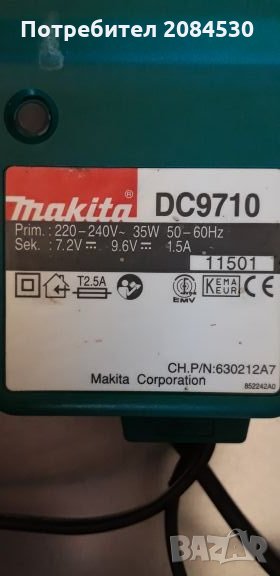 Потребител 2084530
makita® DC9710
Prim.: 220-240V~ 35W 50-60Hz
Sek.: 7.2V⎓ 9.6V⎓ 1.5A
11501
T2.5A
EMV
KEMA
KEUR
CH.P/N:630212A7
Makita Corporation
852242A0
BAZAR